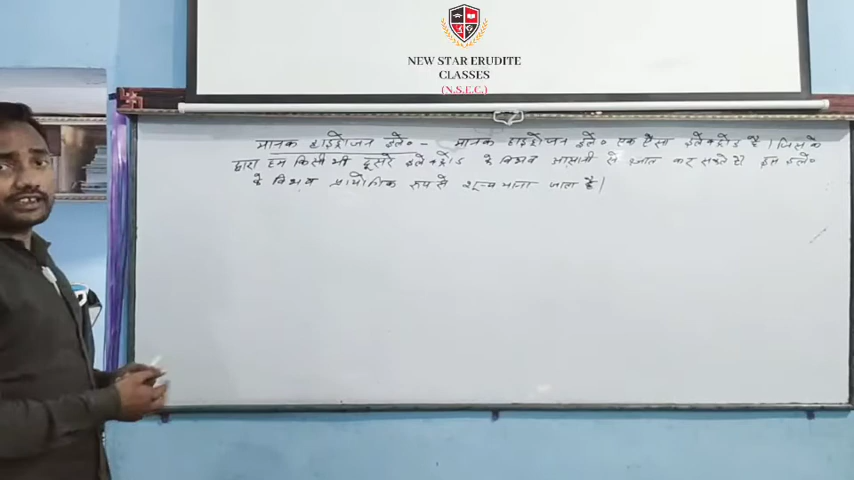 NEW STAR ERUDITE
CLASSES
(N.S.E.C.)
मानक हाइड्रोजन इले० - मानक हाइड्रोजन इले० एक ऐसा इलेक्ट्रोड है । जिसके
द्वारा हम किसी भी दूसरे इलेक्ट्रोड के विभव आसानी से ज्ञात कर सकते है इस इले०
के विभव प्रायोगिक रुप से शून्य माना जाता है ।